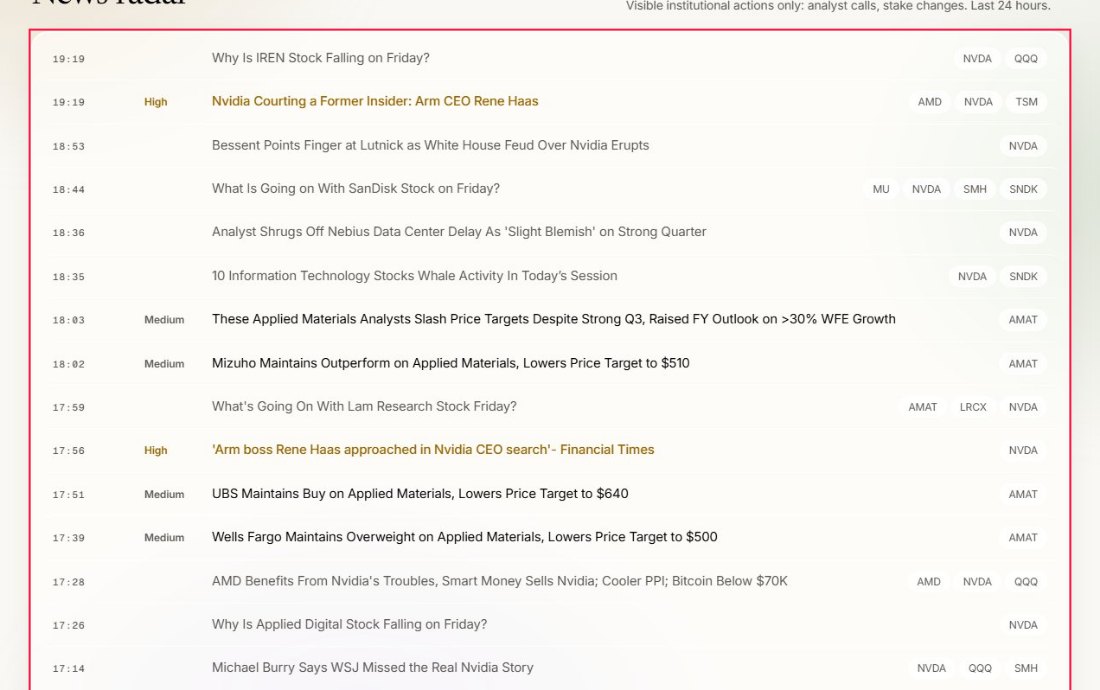 News radar
Visible institutional actions only: analyst calls, stake changes. Last 24 hours.
19:19 Why Is IREN Stock Falling on Friday? NVDA QQQ
19:19 High Nvidia Courting a Former Insider: Arm CEO Rene Haas AMD NVDA TSM
18:53 Bessent Points Finger at Lutnick as White House Feud Over Nvidia Erupts NVDA
18:44 What Is Going on With SanDisk Stock on Friday? MU NVDA SMH SNDK
18:36 Analyst Shrugs Off Nebius Data Center Delay As 'Slight Blemish' on Strong Quarter NVDA
18:35 10 Information Technology Stocks Whale Activity In Today’s Session NVDA SNDK
18:03 Medium These Applied Materials Analysts Slash Price Targets Despite Strong Q3, Raised FY Outlook on >30% WFE Growth AMAT
18:02 Medium Mizuho Maintains Outperform on Applied Materials, Lowers Price Target to $510 AMAT
17:59 What's Going On With Lam Research Stock Friday? AMAT LRCX NVDA
17:56 High 'Arm boss Rene Haas approached in Nvidia CEO search'- Financial Times NVDA
17:51 Medium UBS Maintains Buy on Applied Materials, Lowers Price Target to $640 AMAT
17:39 Medium Wells Fargo Maintains Overweight on Applied Materials, Lowers Price Target to $500 AMAT
17:28 AMD Benefits From Nvidia's Troubles, Smart Money Sells Nvidia; Cooler PPI; Bitcoin Below $70K AMD NVDA QQQ
17:26 Why Is Applied Digital Stock Falling on Friday? NVDA
17:14 Michael Burry Says WSJ Missed the Real Nvidia Story NVDA QQQ SMH